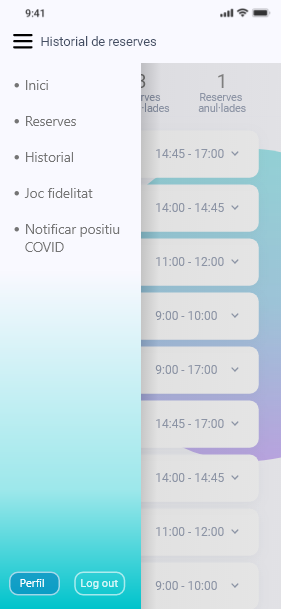 9:41
Historial de reserves
3 1
rves Reserves
·lades anul·lades
• Inici
• Reserves
• Historial
• Joc fidelitat
• Notificar positiu
COVID
14:45 - 17:00
14:00 - 14:45
11:00 - 12:00
9:00 - 10:00
9:00 - 17:00
14:45 - 17:00
14:00 - 14:45
11:00 - 12:00
9:00 - 10:00
Perfil Log out